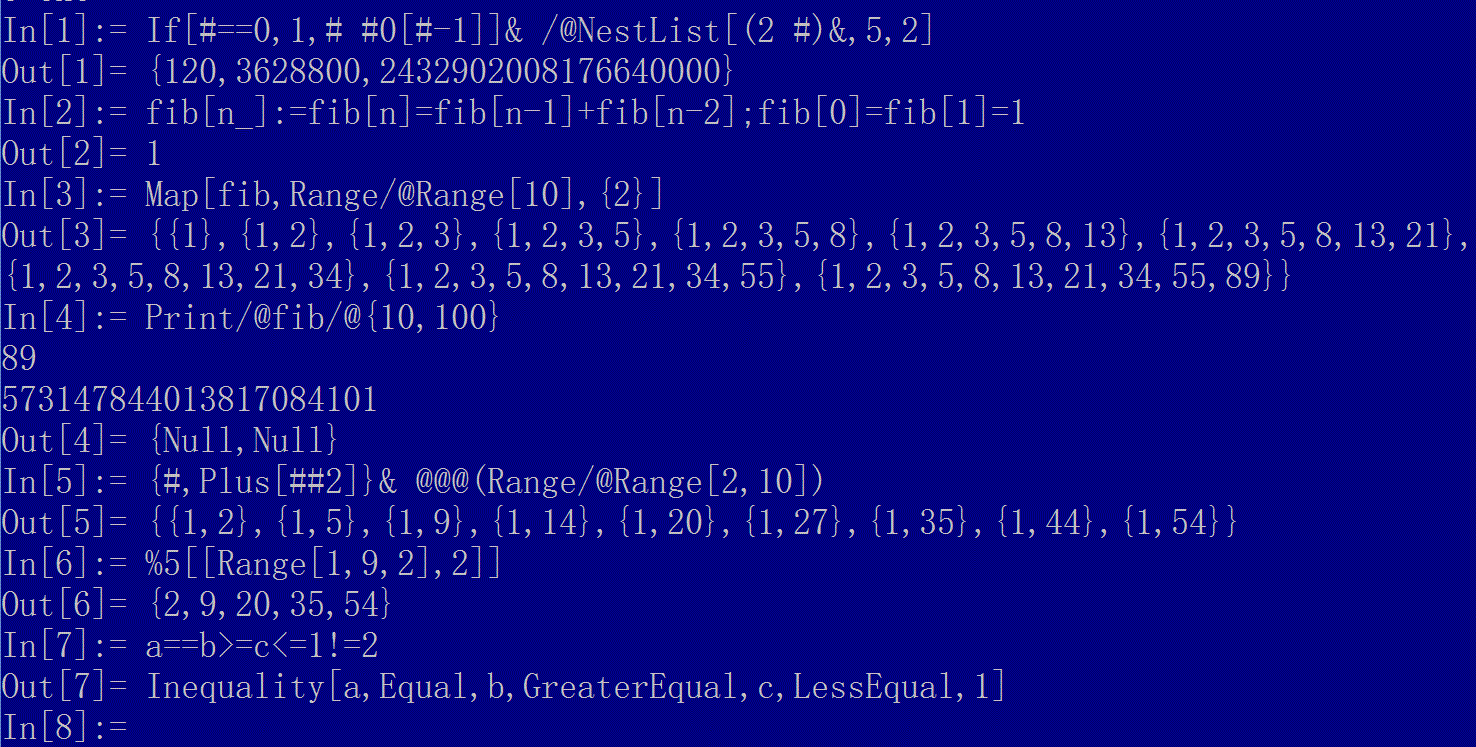 In[1]:= If[#==0,1,# #0[#-1]]& /@NestList[(2 #)&,5,2]
Out[1]= {120,3628800,2432902008176640000}
In[2]:= fib[n_]:=fib[n]=fib[n-1]+fib[n-2];fib[0]=fib[1]=1
Out[2]= 1
In[3]:= Map[fib,Range/@Range[10],{2}]
Out[3]= {{1},{1,2},{1,2,3},{1,2,3,5},{1,2,3,5,8},{1,2,3,5,8,13},{1,2,3,5,8,13,21},
{1,2,3,5,8,13,21,34},{1,2,3,5,8,13,21,34,55},{1,2,3,5,8,13,21,34,55,89}}
In[4]:= Print/@fib/@{10,100}
89
573147844013817084101
Out[4]= {Null,Null}
In[5]:= {#,Plus[##2]}& @@@(Range/@Range[2,10])
Out[5]= {{1,2},{1,5},{1,9},{1,14},{1,20},{1,27},{1,35},{1,44},{1,54}}
In[6]:= %5[[Range[1,9,2],2]]
Out[6]= {2,9,20,35,54}
In[7]:= a==b>=c<=1!=2
Out[7]= Inequality[a,Equal,b,GreaterEqual,c,LessEqual,1]
In[8]:=